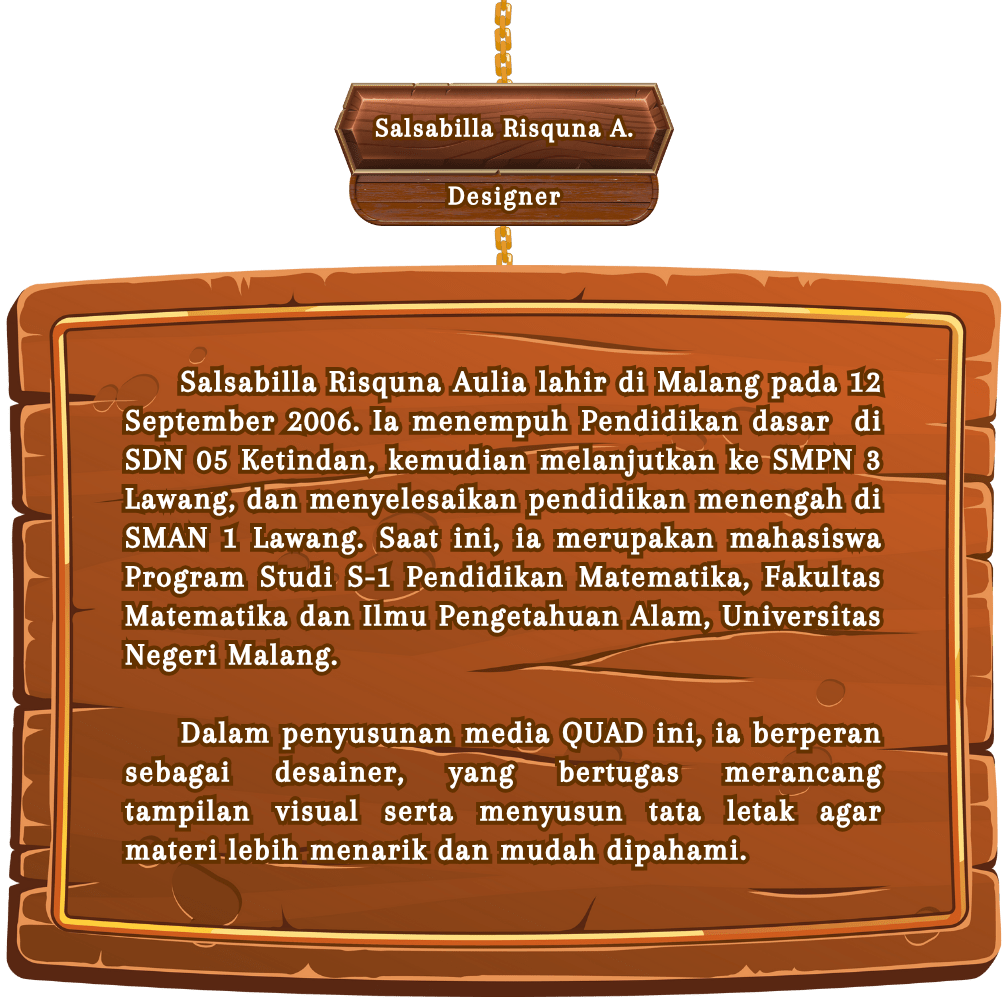 Salsabilla Risquna A.
Designer
Salsabilla Risquna Aulia lahir di Malang pada 12
September 2006. Ia menempuh Pendidikan dasar di
SDN 05 Ketindan, kemudian melanjutkan ke SMPN 3
Lawang, dan menyelesaikan pendidikan menengah di
SMAN 1 Lawang. Saat ini, ia merupakan mahasiswa
Program Studi S-1 Pendidikan Matematika, Fakultas
Matematika dan Ilmu Pengetahuan Alam, Universitas
Negeri Malang.
Dalam penyusunan media QUAD ini, ia berperan
sebagai desainer, yang bertugas merancang
tampilan visual serta menyusun tata letak agar
materi lebih menarik dan mudah dipahami.